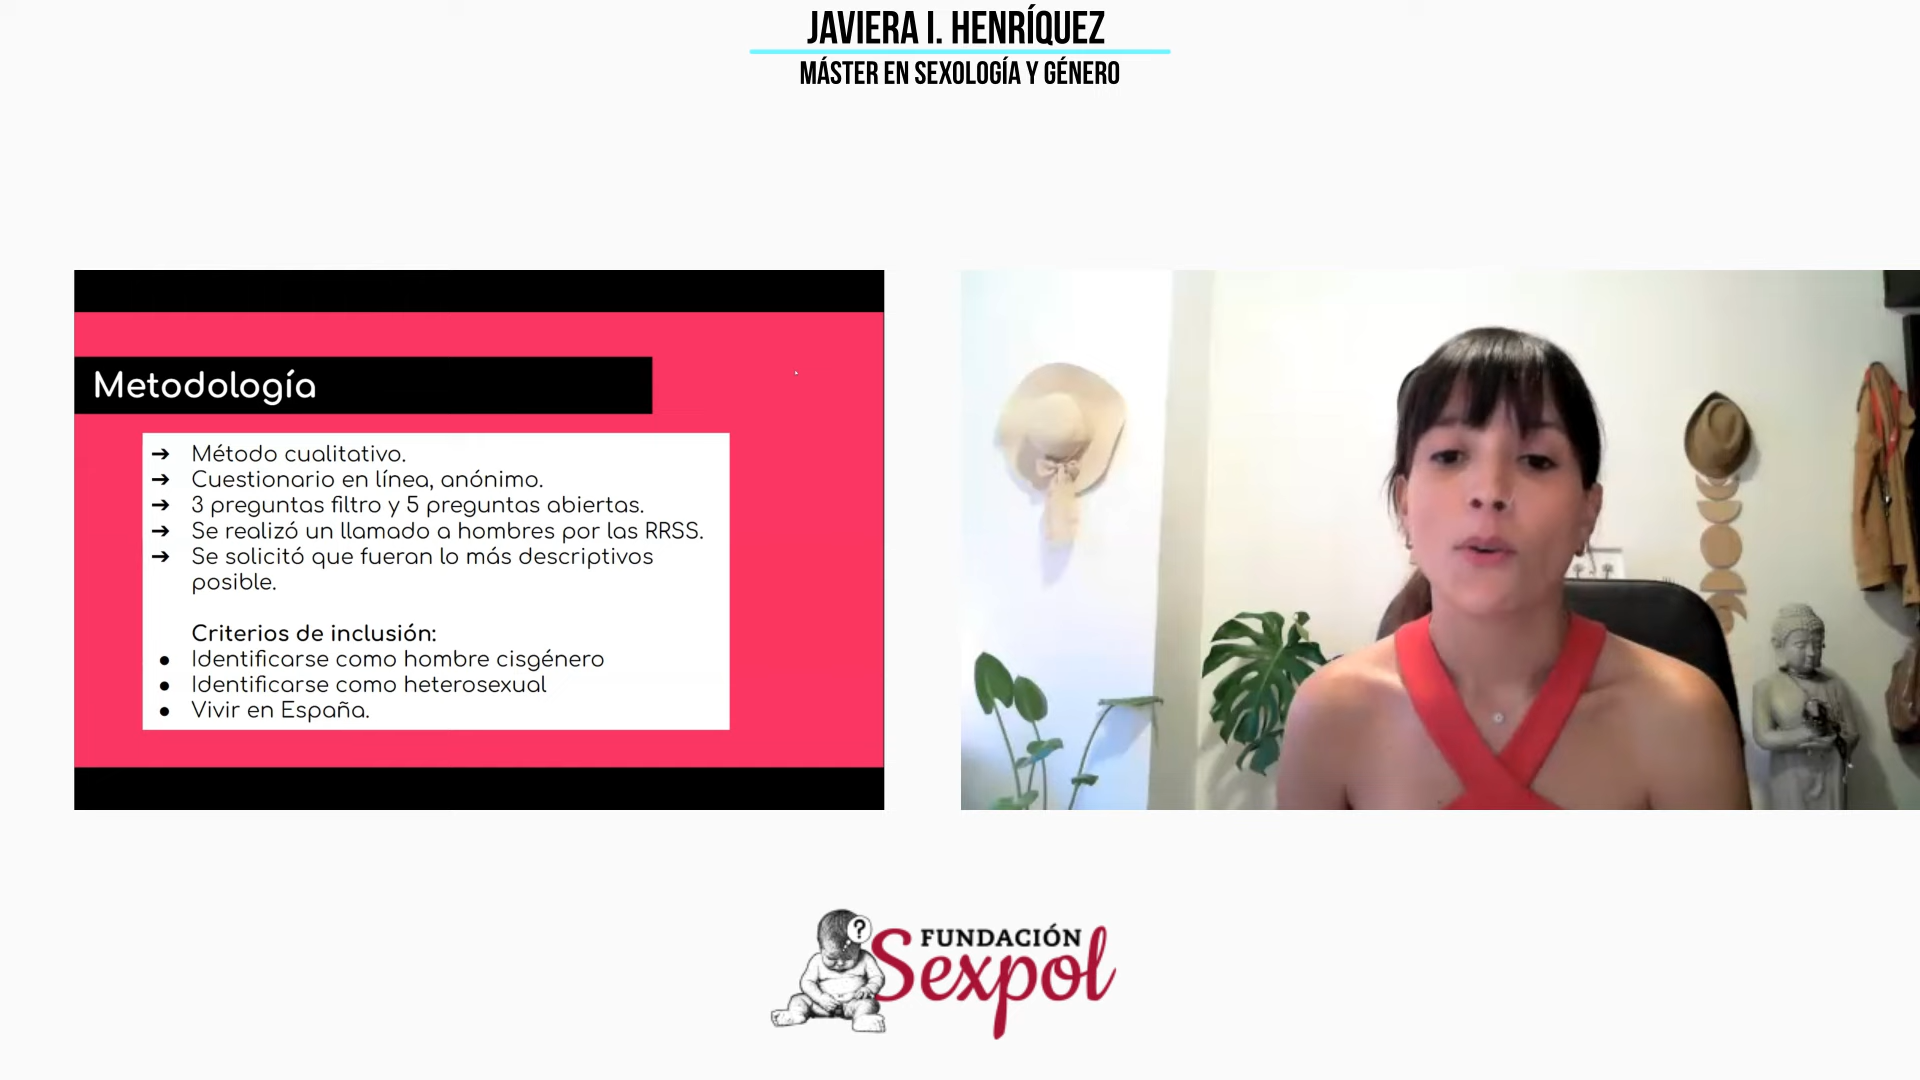 JAVIERA I. HENRÍQUEZ
MÁSTER EN SEXOLOGÍA Y GÉNERO
Metodología
➔ Método cualitativo.
➔ Cuestionario en línea, anónimo.
➔ 3 preguntas filtro y 5 preguntas abiertas.
➔ Se realizó un llamado a hombres por las RRSS.
➔ Se solicitó que fueran lo más descriptivos
posible.
Criterios de inclusión:
● Identificarse como hombre cisgénero
● Identificarse como heterosexual
● Vivir en España.
?
FUNDACIÓN
Sexpol